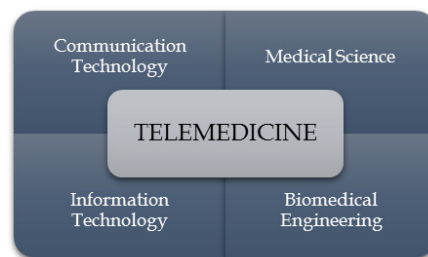 Communication
Technology
Medical Science
TELEMEDICINE
Information
Technology
Biomedical
Engineering